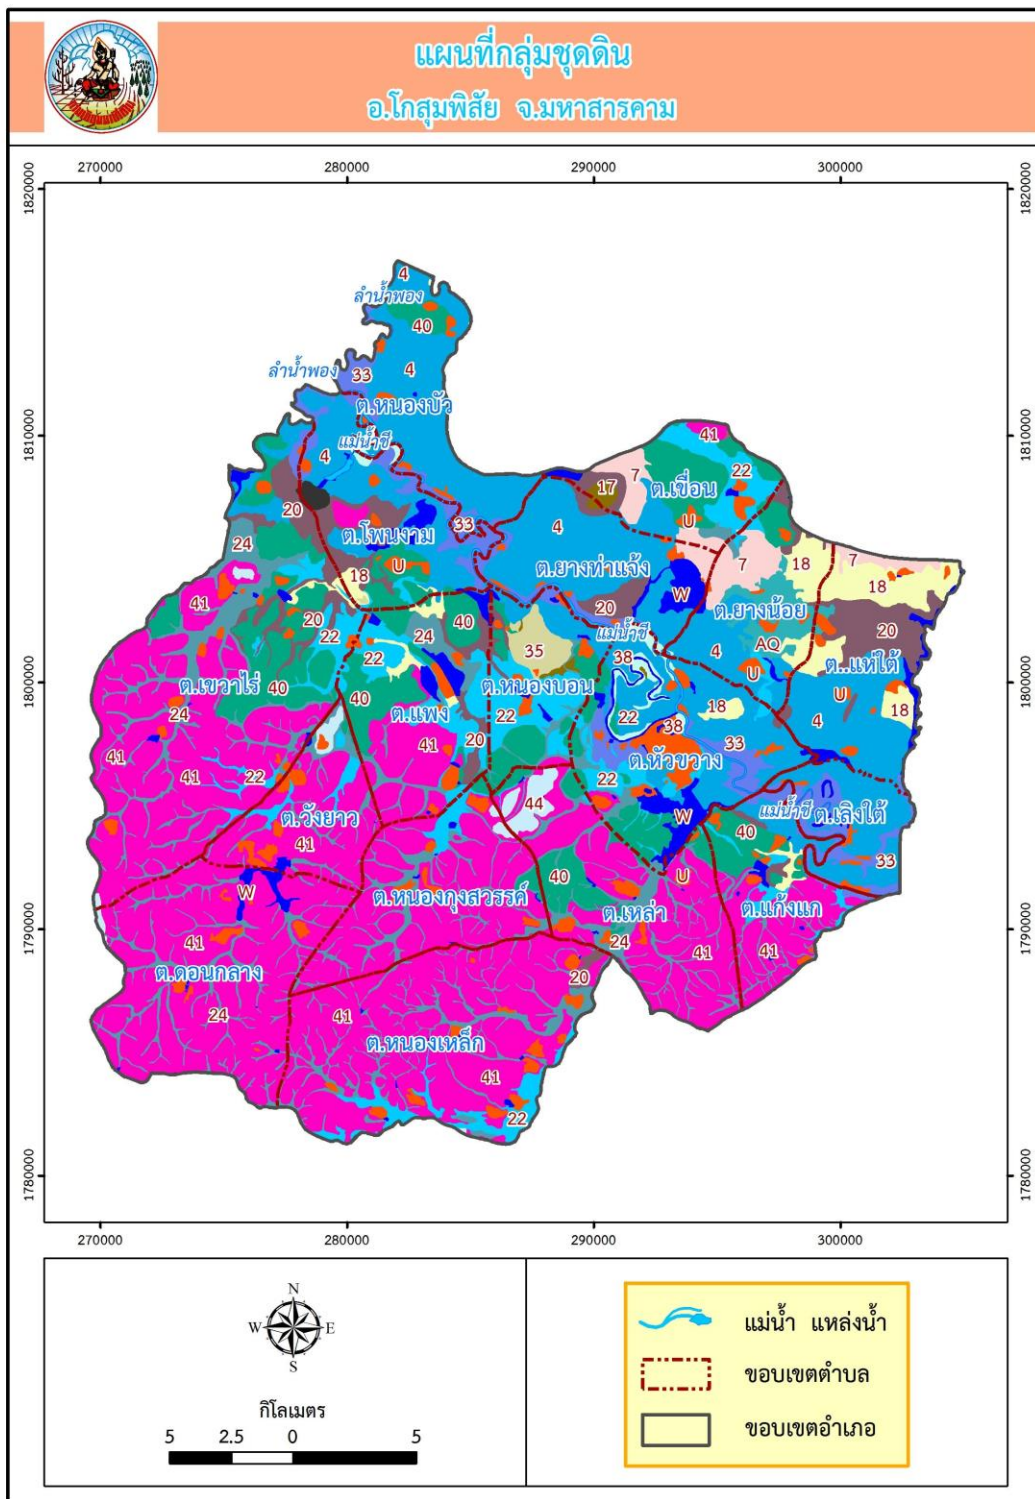 แผนที่กลุ่มชุดดิน
อ.โกสุมพิสัย จ.มหาสารคาม
270000 280000 290000 300000
1820000 1820000
4
ลำน้ำพอง
40
ลำน้ำพอง 33 4
ต.หนองบัว
1810000 1810000
41
4 แม่น้ำชี
22
7
17 ต.เขื่อน
20 33 4 U
ต.โพนงาม
24 ต.ยางท่าแจ้ง 7 18 7
18 U 18
W
41 20 ต.ยางน้อย
20 24 40 แม่น้ำชี 20
22 22 35 38 4 AQ
ต..แห่ใต้
1800000 1800000
ต.เขวาไร่ 40 40 ต.หนองบอน U U
24 ต.แพง 22 22 18 18
38 4
41 20 33
41 41 22 ต.หัวขวาง
22
44 แม่น้ำชี ต.เลิงใต้
ต.วังยาว W
41 40
33
W ต.หนองกุงสวรรค์ 40 U
ต.เหล่า ต.แก้งแก
1790000 1790000
41 24 41 41
ต.ดอนกลาง 20
24 41
ต.หนองเหล็ก
41
22
1780000 1780000
270000 280000 290000 300000
N
W E
S
กิโลเมตร
5 2.5 0 5
แม่น้ำ แหล่งน้ำ
ขอบเขตตำบล
ขอบเขตอำเภอ